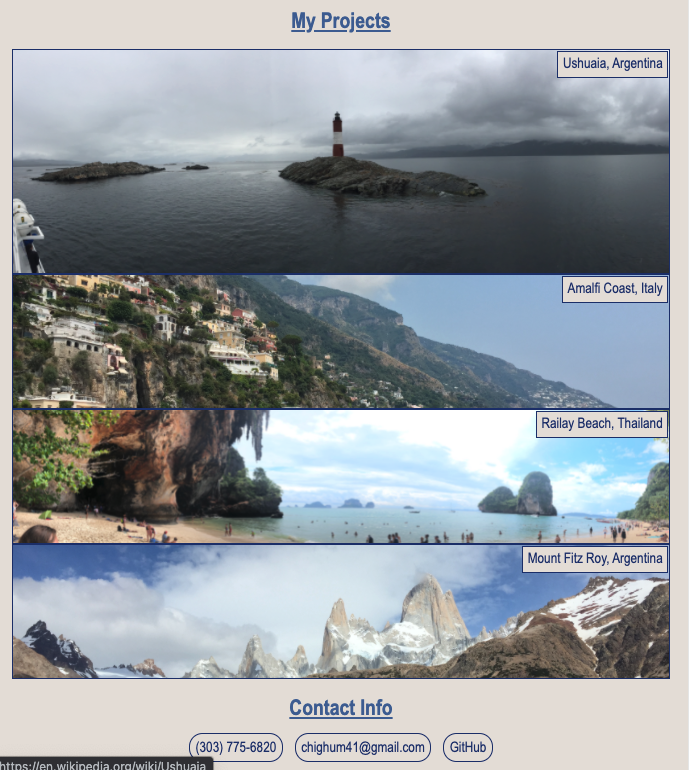 My Projects
Ushuaia, Argentina
Amalfi Coast, Italy
Railay Beach, Thailand
Mount Fitz Roy, Argentina
Contact Info
(303) 775-6820 chighum41@gmail.com GitHub
https://en.wikipedia.org/wiki/Ushuaia